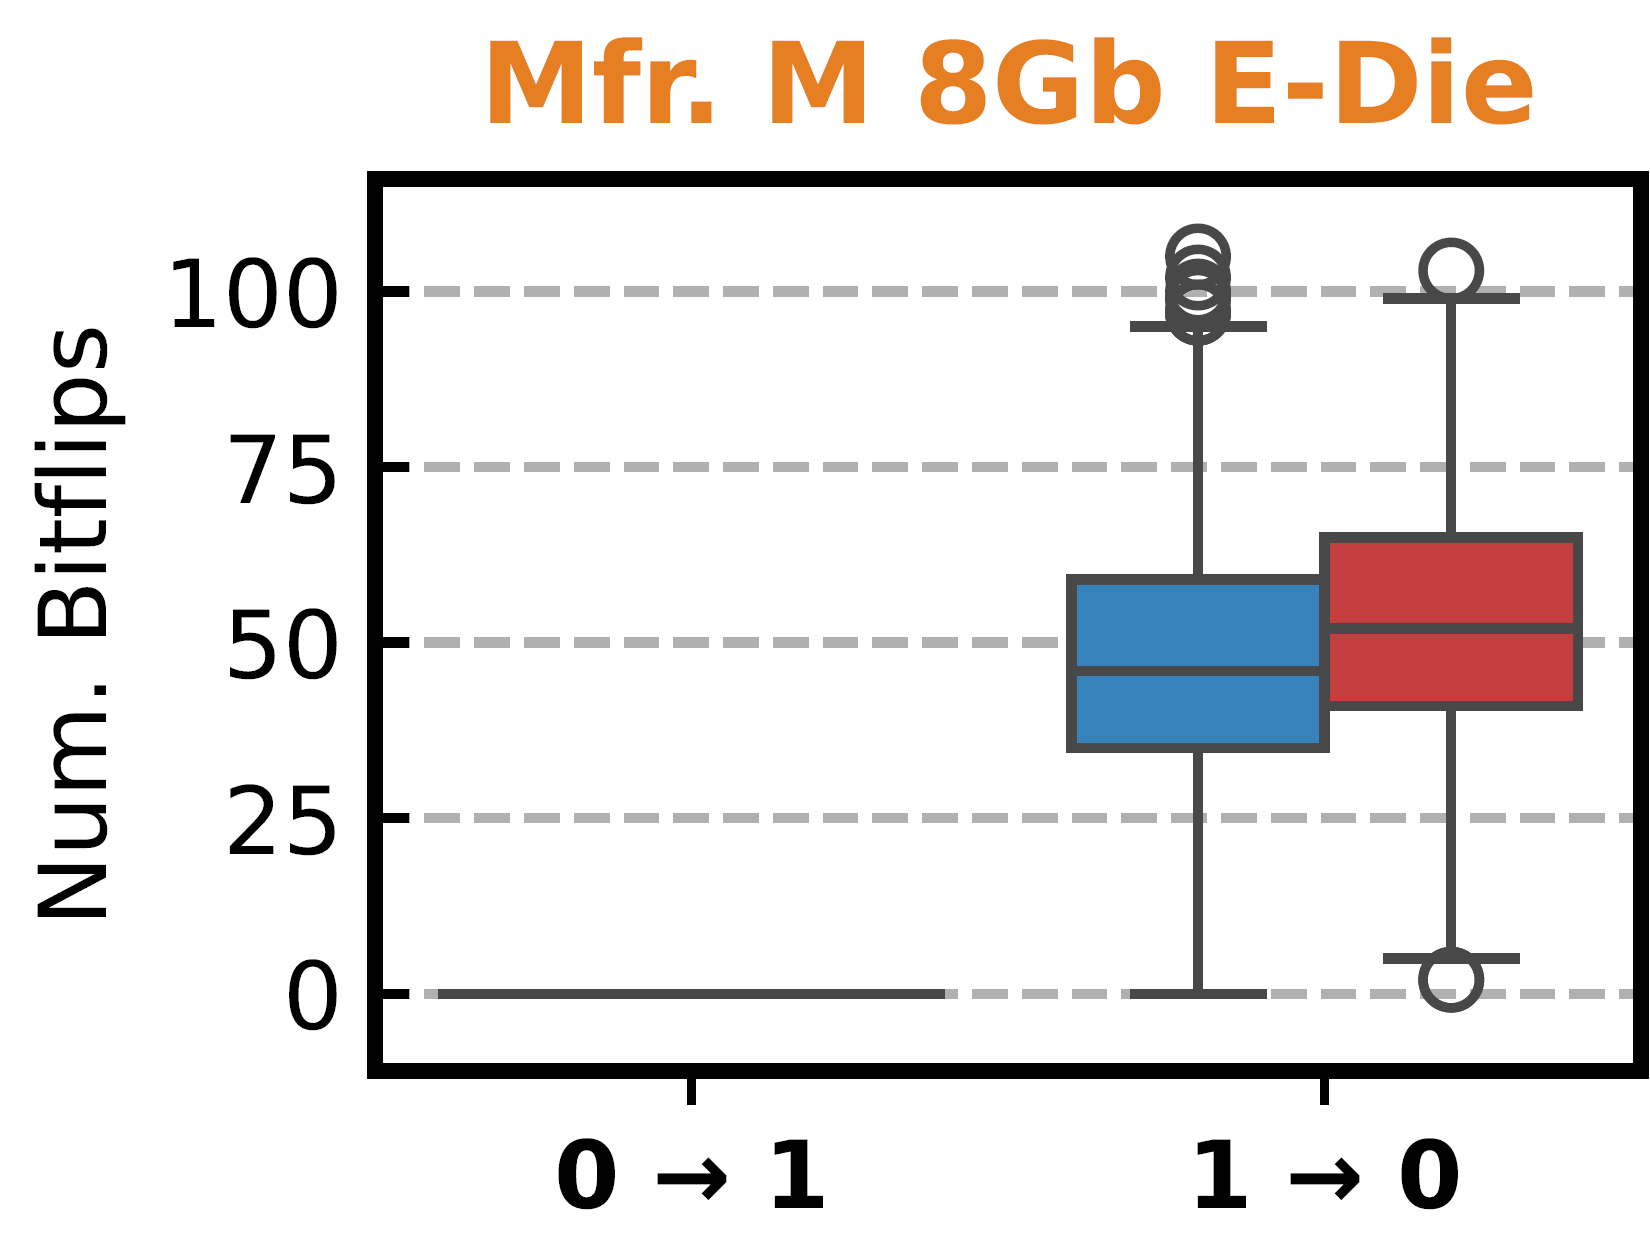 Mfr. M 8Gb E-Die
Num. Bitflips
100
75
50
25
0
0 → 1
1 → 0